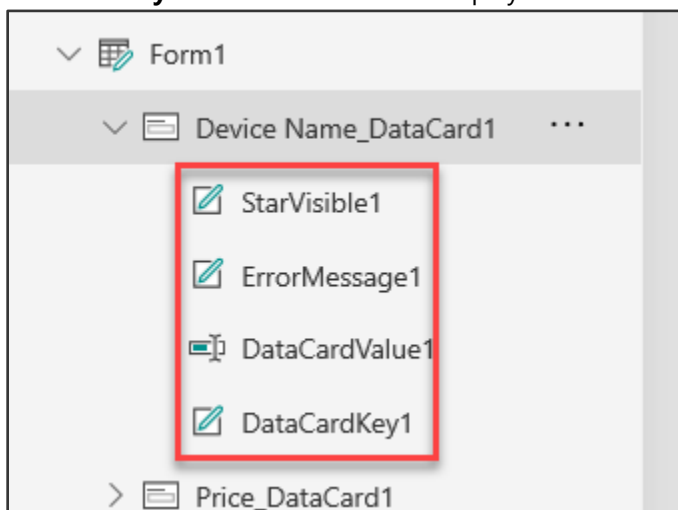 Form1
Device Name_DataCard1 ...
StarVisible1
ErrorMessage1
DataCardValue1
DataCardKey1
Price_DataCard1